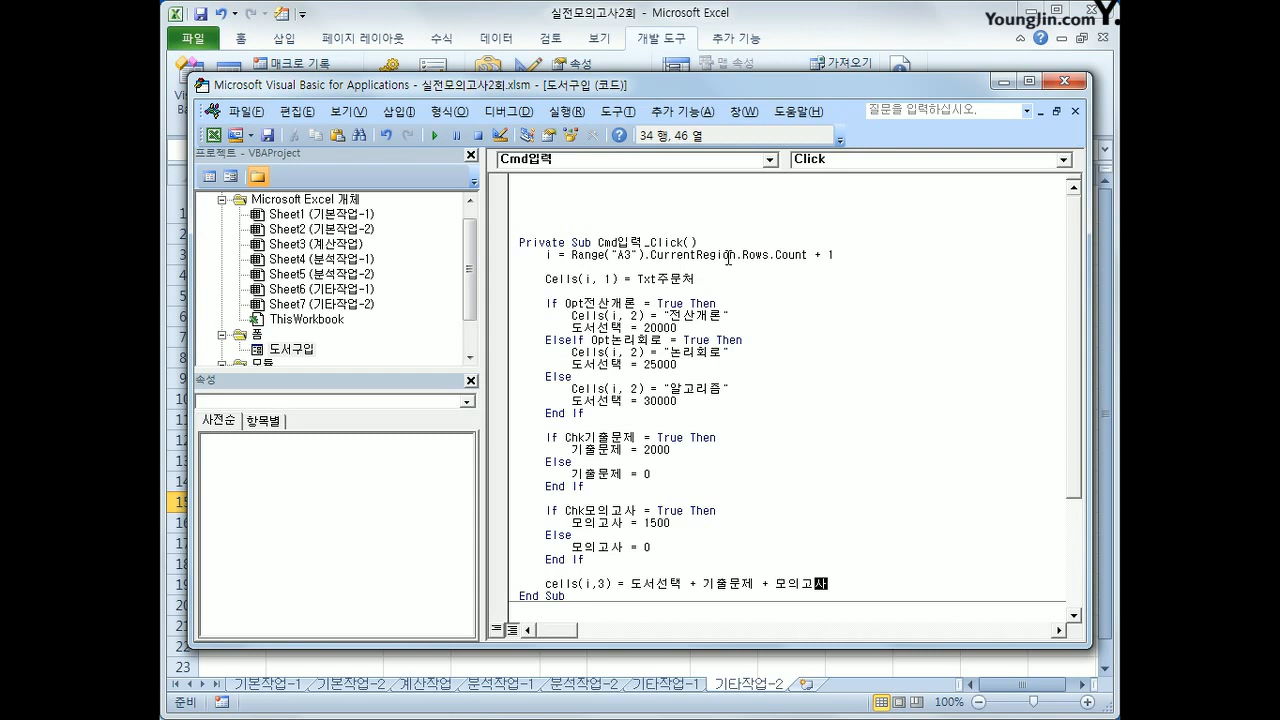 실전모의고사2회 - Microsoft Excel
YoungJin.com Y.
파일 홈 삽입 페이지 레이아웃 수식 데이터 검토 보기 개발 도구 추가 기능
매크로 기록 속성 맵 속성 가져오기
Microsoft Visual Basic for Applications - 실전모의고사2회.xlsm - [도서구입 (코드)]
파일(F) 편집(E) 보기(V) 삽입(I) 형식(O) 디버그(D) 실행(R) 도구(T) 추가 기능(A) 창(W) 도움말(H) 질문을 입력하십시오.
34 행, 46 열
프로젝트 - VBAProject
Cmd입력 Click
Microsoft Excel 개체
Sheet1 (기본작업-1)
Sheet2 (기본작업-2)
Sheet3 (계산작업)
Sheet4 (분석작업-1)
Sheet5 (분석작업-2)
Sheet6 (기타작업-1)
Sheet7 (기타작업-2)
ThisWorkbook
폼
도서구입
모듈
속성
사전순 항목별
Private Sub Cmd입력_Click()
i = Range("A3").CurrentRegion.Rows.Count + 1
Cells(i, 1) = Txt주문처
If Opt전산개론 = True Then
Cells(i, 2) = "전산개론"
도서선택 = 20000
ElseIf Opt논리회로 = True Then
Cells(i, 2) = "논리회로"
도서선택 = 25000
Else
Cells(i, 2) = "알고리즘"
도서선택 = 30000
End If
If Chk기출문제 = True Then
기출문제 = 2000
Else
기출문제 = 0
End If
If Chk모의고사 = True Then
모의고사 = 1500
Else
모의고사 = 0
End If
cells(i,3) = 도서선택 + 기출문제 + 모의고사
End Sub
22
23
기본작업-1 기본작업-2 계산작업 분석작업-1 분석작업-2 기타작업-1 기타작업-2
준비 100%